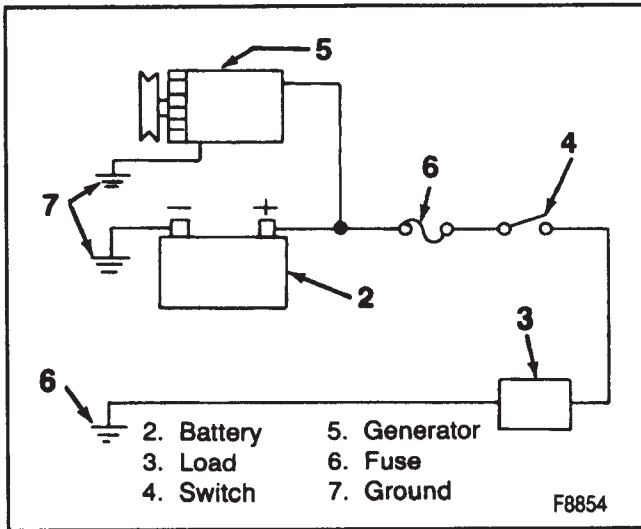 5
4
6
7
− +
2
3
6
2. Battery 5. Generator
3. Load 6. Fuse
4. Switch 7. Ground
F8854